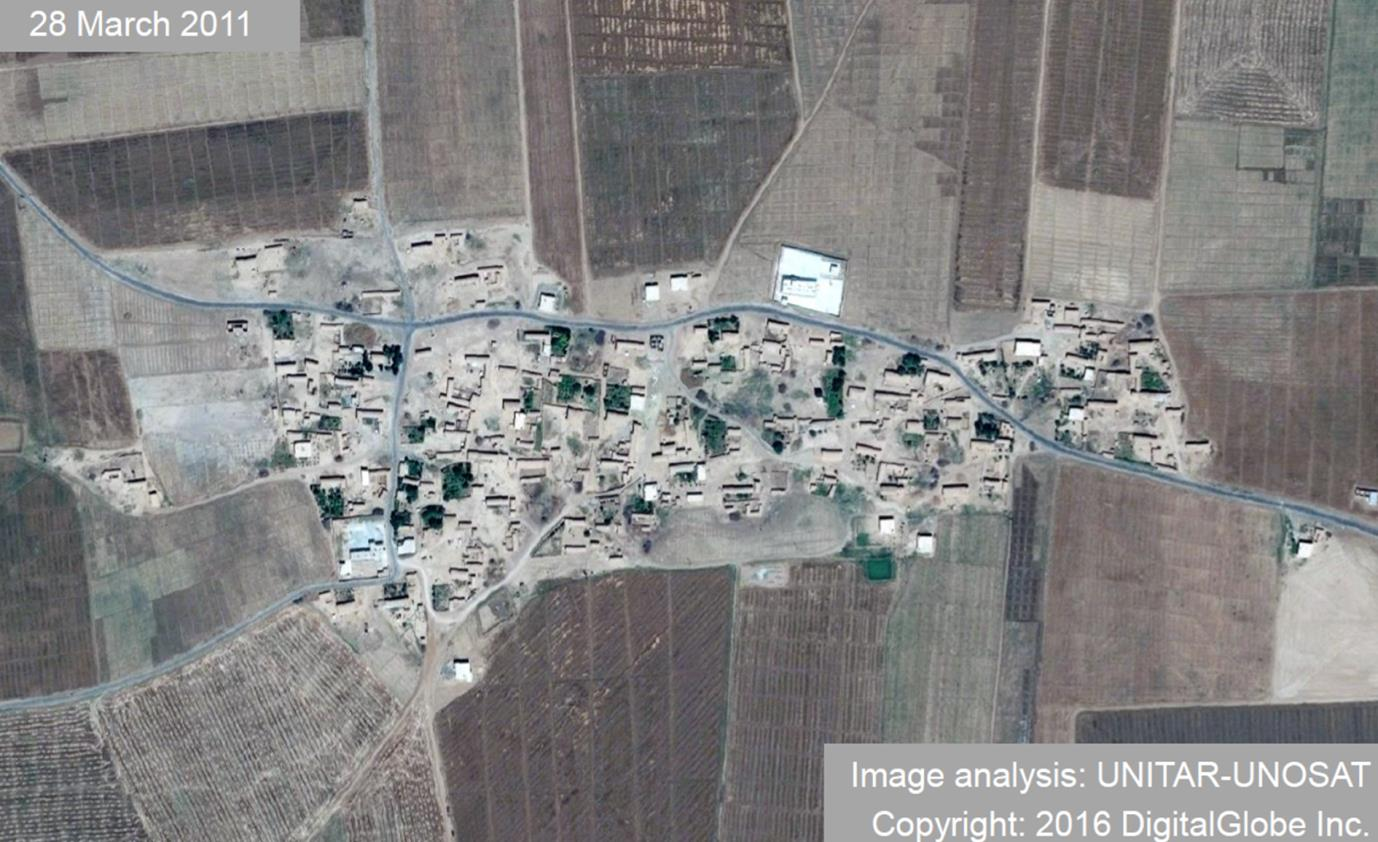 28 March 2011
Image analysis: UNITAR-UNOSAT
Copyright: 2016 DigitalGlobe Inc.